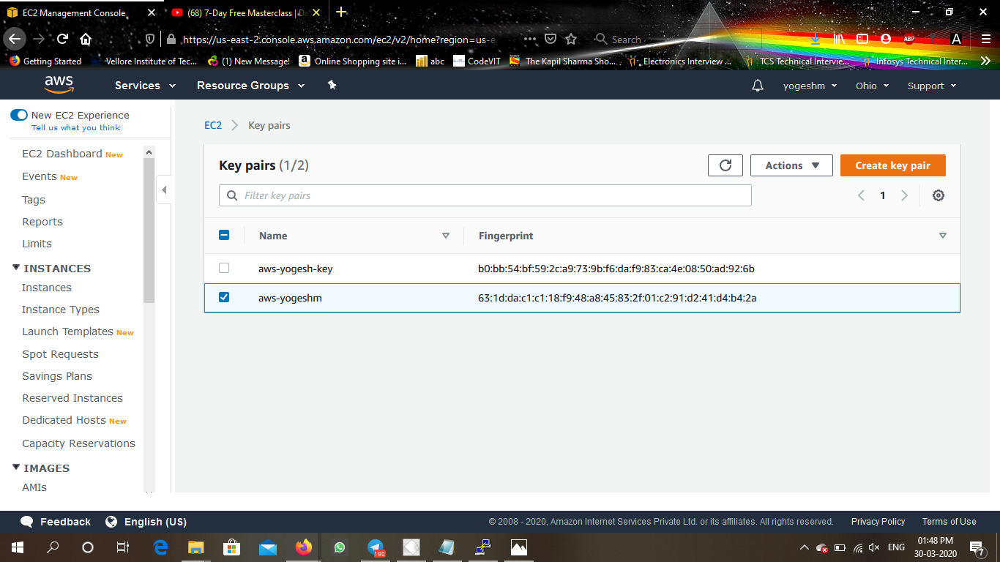 EC2 Management Console
(68) 7-Day Free Masterclass | Da
https://us-east-2.console.aws.amazon.com/ec2/v2/home?region=us-e
Search
ABP
A
Getting Started
Vellore Institute of Tec...
(1) New Message!
Online Shopping site i...
abc
CodeVIT
The Kapil Sharma Sho...
Electronics Interview ...
TCS Technical Intervie...
Infosys Technical Inter...
aws
Services
Resource Groups
yogeshm
Ohio
Support
New EC2 Experience
Tell us what you think
EC2 Dashboard New
Events New
Tags
Reports
Limits
INSTANCES
Instances
Instance Types
Launch Templates New
Spot Requests
Savings Plans
Reserved Instances
Dedicated Hosts New
Capacity Reservations
IMAGES
AMIs
EC2
Key pairs
Key pairs (1/2)
Actions
Create key pair
Filter key pairs
1
Name
Fingerprint
aws-yogesh-key
b0:bb:54:bf:59:2c:a9:73:9b:f6:da:f9:83:ca:4e:08:50:ad:92:6b
aws-yogeshm
63:1d:da:c1:c1:18:f9:48:a8:45:83:2f:01:c2:91:d2:41:d4:b4:2a
Feedback
English (US)
© 2008 - 2020, Amazon Internet Services Private Ltd. or its affiliates. All rights reserved.
Privacy Policy
Terms of Use
190
ENG
01:48 PM
30-03-2020
7